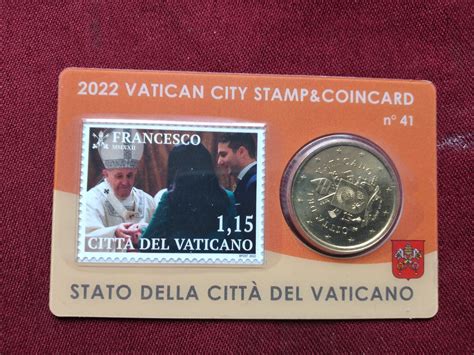 2022 VATICAN CITY STAMP&COINCARD
n° 41
FRANCESCO
MMXXII
1,15
CITTÀ DEL VATICANO
STATO DELLA CITTÀ DEL VATICANO